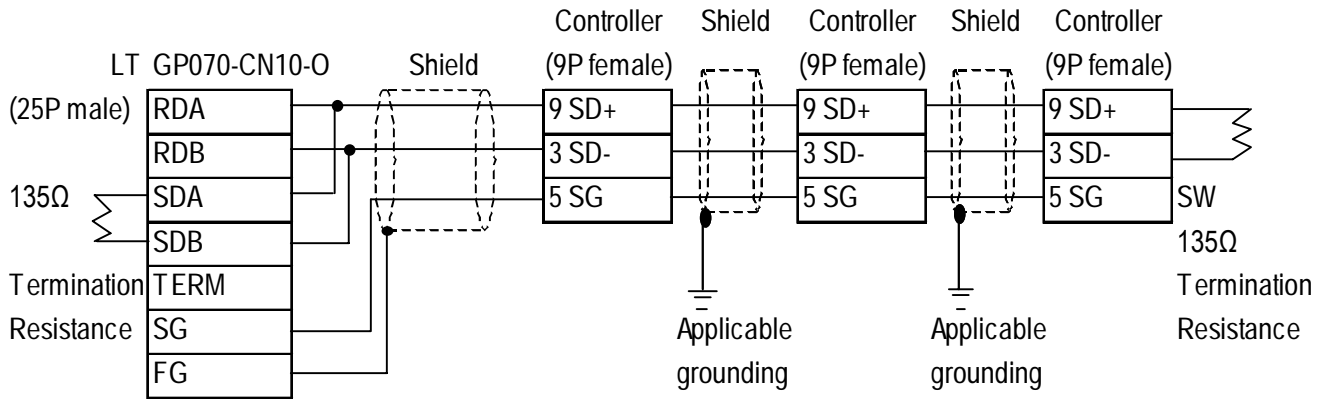 Controller Shield Controller Shield Controller
LT GP070-CN10-O Shield (9P female) (9P female) (9P female)
(25P male) RDA 9 SD+ 9 SD+ 9 SD+
RDB 3 SD- 3 SD- 3 SD-
135Ω SDA 5 SG 5 SG 5 SG SW
SDB 135Ω
Termination TERM Termination
Resistance SG Applicable Applicable Resistance
FG grounding grounding